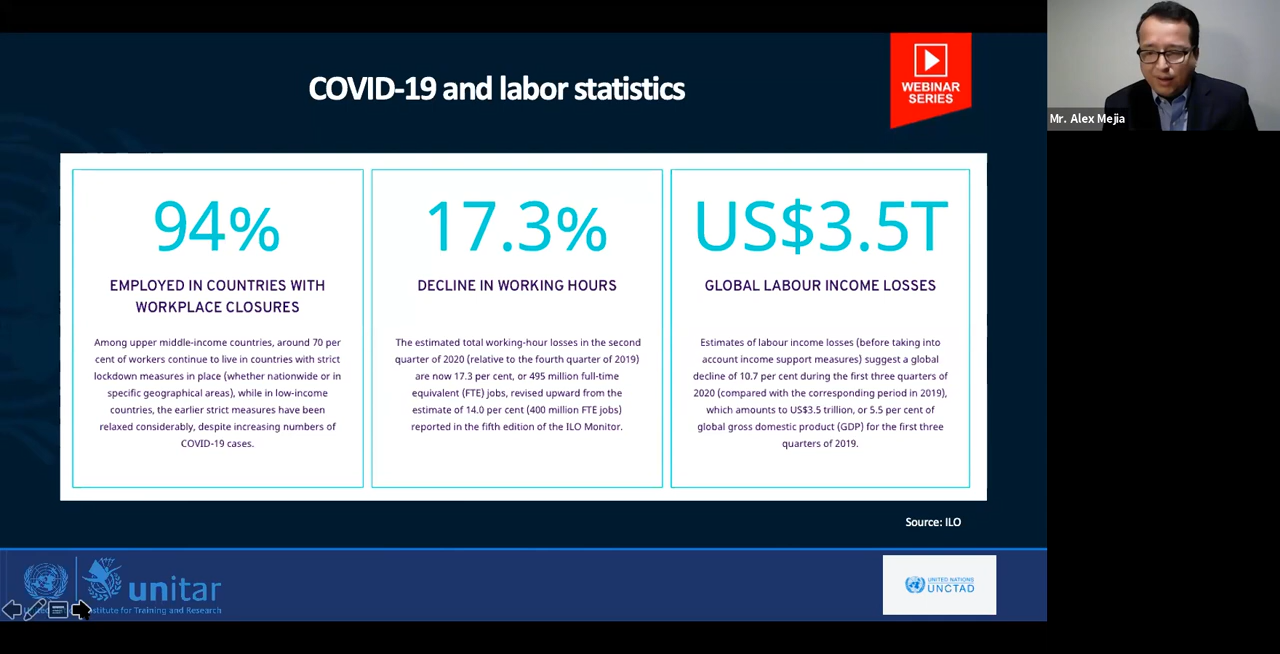 COVID-19 and labor statistics
WEBINAR
SERIES
Mr. Alex Mejia
94%
EMPLOYED IN COUNTRIES WITH
WORKPLACE CLOSURES
Among upper middle-income countries, around 70 per
cent of workers continue to live in countries with strict
lockdown measures in place (whether nationwide or in
specific geographical areas), while in low-income
countries, the earlier strict measures have been
relaxed considerably, despite increasing numbers of
COVID-19 cases.
17.3%
DECLINE IN WORKING HOURS
The estimated total working-hour losses in the second
quarter of 2020 (relative to the fourth quarter of 2019)
are now 17.3 per cent, or 495 million full-time
equivalent (FTE) jobs, revised upward from the
estimate of 14.0 per cent (400 million FTE jobs)
reported in the fifth edition of the ILO Monitor.
US$3.5T
GLOBAL LABOUR INCOME LOSSES
Estimates of labour income losses (before taking into
account income support measures) suggest a global
decline of 10.7 per cent during the first three quarters of
2020 (compared with the corresponding period in 2019),
which amounts to US$3.5 trillion, or 5.5 per cent of
global gross domestic product (GDP) for the first three
quarters of 2019.
Source: ILO
unitar
for Training and Research
UNITED NATIONS
UNCTAD